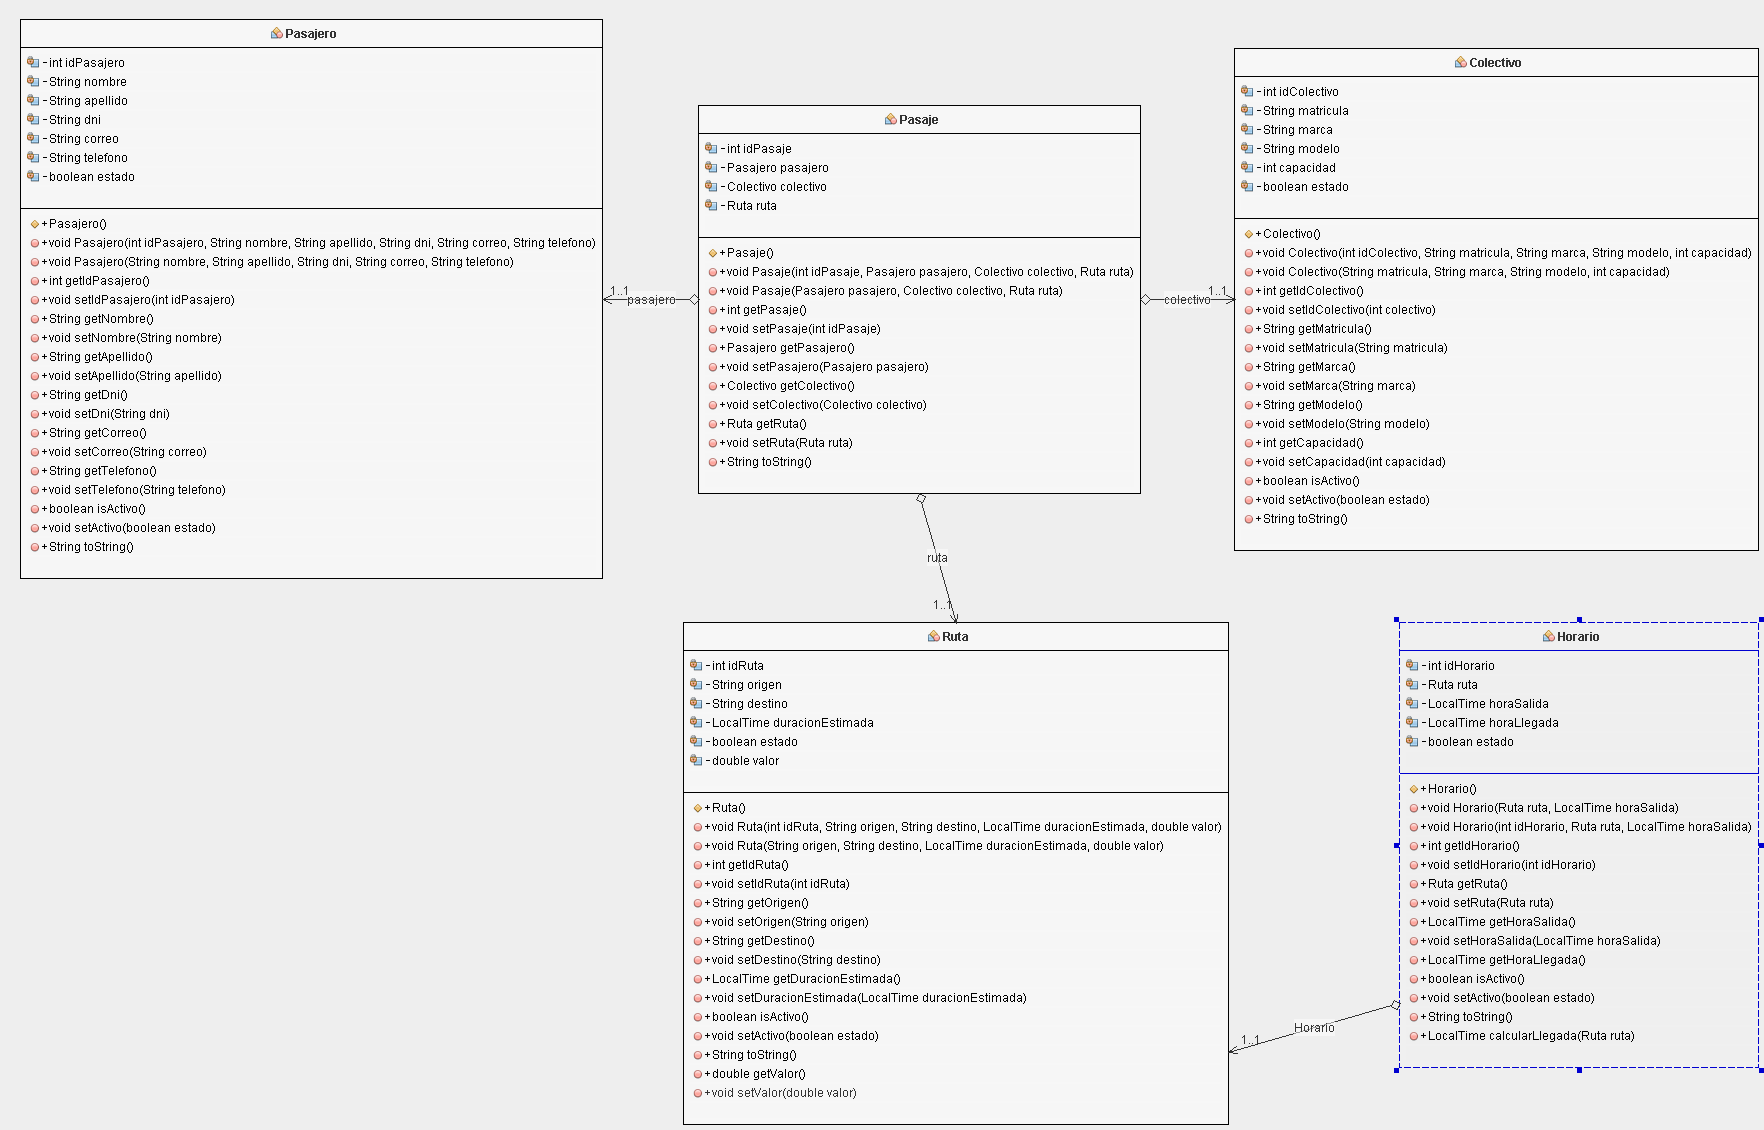 Pasajero
-int idPasajero
-String nombre
-String apellido
-String dni
-String correo
-String telefono
-boolean estado
+Pasajero()
+void Pasajero(int idPasajero, String nombre, String apellido, String dni, String correo, String telefono)
+void Pasajero(String nombre, String apellido, String dni, String correo, String telefono)
+int getIdPasajero()
+void setIdPasajero(int idPasajero)
+String getNombre()
+void setNombre(String nombre)
+String getApellido()
+void setApellido(String apellido)
+String getDni()
+void setDni(String dni)
+String getCorreo()
+void setCorreo(String correo)
+String getTelefono()
+void setTelefono(String telefono)
+boolean isActivo()
+void setActivo(boolean estado)
+String toString()
1..1
pasajero
Pasaje
-int idPasaje
-Pasajero pasajero
-Colectivo colectivo
-Ruta ruta
+Pasaje()
+void Pasaje(int idPasaje, Pasajero pasajero, Colectivo colectivo, Ruta ruta)
+void Pasaje(Pasajero pasajero, Colectivo colectivo, Ruta ruta)
+int getPasaje()
+void setPasaje(int idPasaje)
+Pasajero getPasajero()
+void setPasajero(Pasajero pasajero)
+Colectivo getColectivo()
+void setColectivo(Colectivo colectivo)
+Ruta getRuta()
+void setRuta(Ruta ruta)
+String toString()
colectivo
1..1
Colectivo
-int idColectivo
-String matricula
-String marca
-String modelo
-int capacidad
-boolean estado
+Colectivo()
+void Colectivo(int idColectivo, String matricula, String marca, String modelo, int capacidad)
+void Colectivo(String matricula, String marca, String modelo, int capacidad)
+int getIdColectivo()
+void setIdColectivo(int colectivo)
+String getMatricula()
+void setMatricula(String matricula)
+String getMarca()
+void setMarca(String marca)
+String getModelo()
+void setModelo(String modelo)
+int getCapacidad()
+void setCapacidad(int capacidad)
+boolean isActivo()
+void setActivo(boolean estado)
+String toString()
ruta
1..1
Ruta
-int idRuta
-String origen
-String destino
-LocalTime duracionEstimada
-boolean estado
-double valor
+Ruta()
+void Ruta(int idRuta, String origen, String destino, LocalTime duracionEstimada, double valor)
+void Ruta(String origen, String destino, LocalTime duracionEstimada, double valor)
+int getIdRuta()
+void setIdRuta(int idRuta)
+String getOrigen()
+void setOrigen(String origen)
+String getDestino()
+void setDestino(String destino)
+LocalTime getDuracionEstimada()
+void setDuracionEstimada(LocalTime duracionEstimada)
+boolean isActivo()
+void setActivo(boolean estado)
+String toString()
+double getValor()
+void setValor(double valor)
1..1
Horario
Horario
-int idHorario
-Ruta ruta
-LocalTime horaSalida
-LocalTime horaLlegada
-boolean estado
+Horario()
+void Horario(Ruta ruta, LocalTime horaSalida)
+void Horario(int idHorario, Ruta ruta, LocalTime horaSalida)
+int getIdHorario()
+void setIdHorario(int idHorario)
+Ruta getRuta()
+void setRuta(Ruta ruta)
+LocalTime getHoraSalida()
+void setHoraSalida(LocalTime horaSalida)
+LocalTime getHoraLlegada()
+boolean isActivo()
+void setActivo(boolean estado)
+String toString()
+LocalTime calcularLlegada(Ruta ruta)